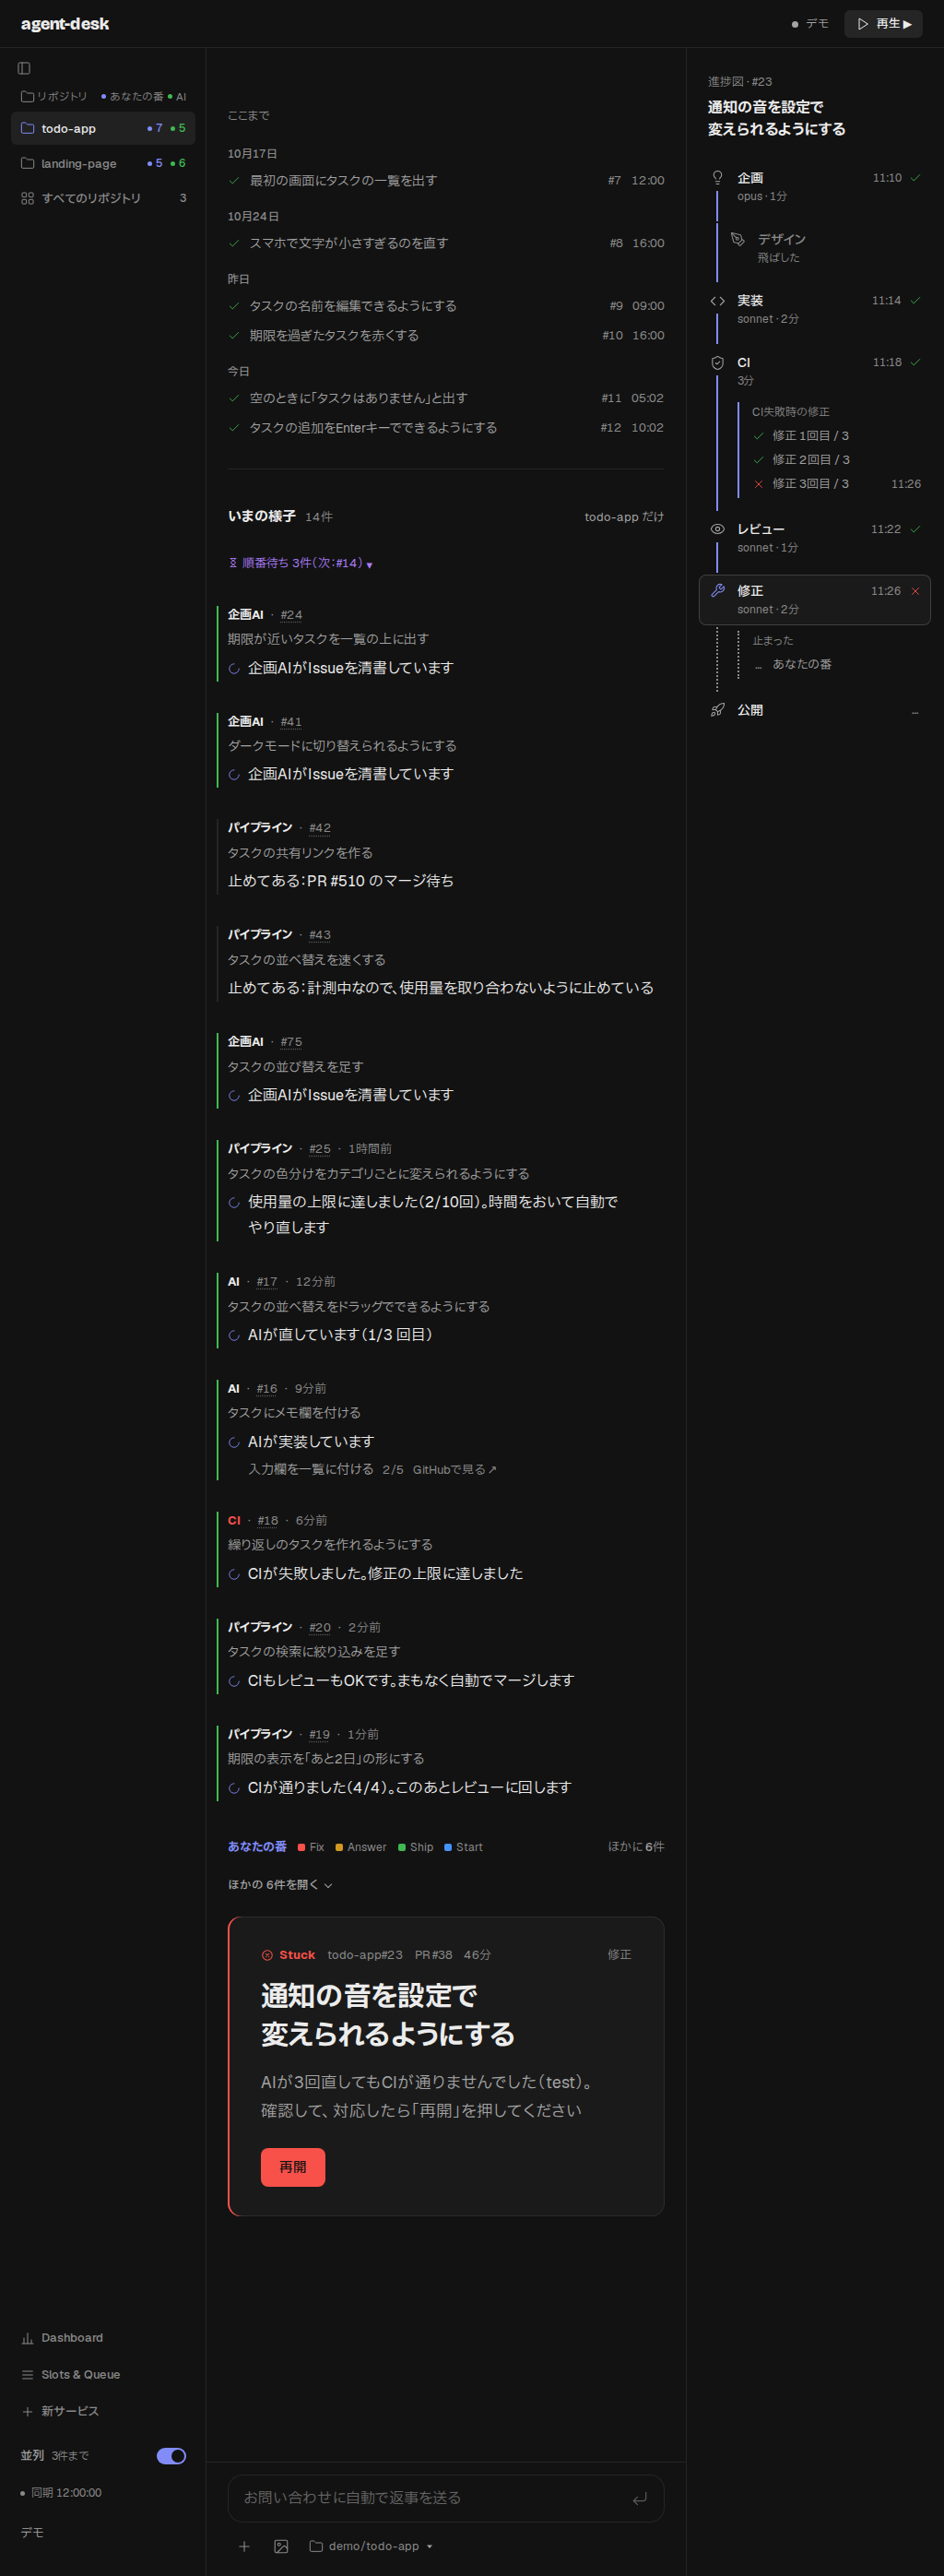 agent-desk
デモ
再生 ▶
リポジトリ あなたの番 AI
todo-app 7 5
landing-page 5 6
すべてのリポジトリ 3
ここまで
10月17日
最初の画面にタスクの一覧を出す #7 12:00
10月24日
スマホで文字が小さすぎるのを直す #8 16:00
昨日
タスクの名前を編集できるようにする #9 09:00
期限を過ぎたタスクを赤くする #10 16:00
今日
空のときに「タスクはありません」と出す #11 05:02
タスクの追加をEnterキーでできるようにする #12 10:02
いまの様子 14件 todo-app だけ
順番待ち 3件(次:#14) ▾
企画AI · #24
期限が近いタスクを一覧の上に出す
企画AIがIssueを清書しています
企画AI · #41
ダークモードに切り替えられるようにする
企画AIがIssueを清書しています
パイプライン · #42
タスクの共有リンクを作る
止めてある:PR #510 のマージ待ち
パイプライン · #43
タスクの並べ替えを速くする
止めてある:計測中なので、使用量を取り合わないように止めている
企画AI · #75
タスクの並び替えを足す
企画AIがIssueを清書しています
パイプライン · #25 · 1時間前
タスクの色分けをカテゴリごとに変えられるようにする
使用量の上限に達しました(2/10回)。時間をおいて自動で
やり直します
AI · #17 · 12分前
タスクの並べ替えをドラッグでできるようにする
AIが直しています(1/3 回目)
AI · #16 · 9分前
タスクにメモ欄を付ける
AIが実装しています
入力欄を一覧に付ける 2/5 GitHubで見る ↗
CI · #18 · 6分前
繰り返しのタスクを作れるようにする
CIが失敗しました。修正の上限に達しました
パイプライン · #20 · 2分前
タスクの検索に絞り込みを足す
CIもレビューもOKです。まもなく自動でマージします
パイプライン · #19 · 1分前
期限の表示を「あと2日」の形にする
CIが通りました(4/4)。このあとレビューに回します
あなたの番 Fix Answer Ship Start ほかに 6件
ほかの 6件を開く
Stuck todo-app#23 PR#38 46分 修正
通知の音を設定で
変えられるようにする
AIが3回直してもCIが通りませんでした(test)。
確認して、対応したら「再開」を押してください
再開
お問い合わせに自動で返事を送る
demo/todo-app
進捗図 · #23
通知の音を設定で
変えられるようにする
企画 11:10
opus · 1分
デザイン
飛ばした
実装 11:14
sonnet · 2分
CI 11:18
3分
CI失敗時の修正
修正 1回目 / 3
修正 2回目 / 3
修正 3回目 / 3 11:26
レビュー 11:22
sonnet · 1分
修正 11:26
sonnet · 2分
止まった
… あなたの番
公開 …
Dashboard
Slots & Queue
新サービス
並列 3件まで
同期 12:00:00
デモ